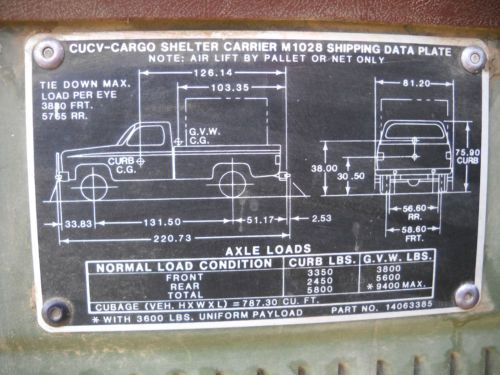 CUCV-CARGO SHELTER CARRIER M1028 SHIPPING DATA PLATE
NOTE: AIR LIFT BY PALLET OR NET ONLY
126.14
81.20
TIE DOWN MAX.
LOAD PER EYE
3880 FRT.
5765 RR.
103.35
G.V.W.
C.G.
CURB
C.G.
38.00
30.50
75.90
CURB
33.83
131.50
51.17
2.53
56.60
RR.
220.73
58.60
FRT.
AXLE LOADS
NORMAL LOAD CONDITION CURB LBS. G.V.W. LBS.
FRONT 3350 3800
REAR 2450 5600
TOTAL 5800 *9400 MAX.
CUBAGE (VEH. HXWXL) = 787.30 CU. FT.
*WITH 3600 LBS. UNIFORM PAYLOAD PART NO. 14063385